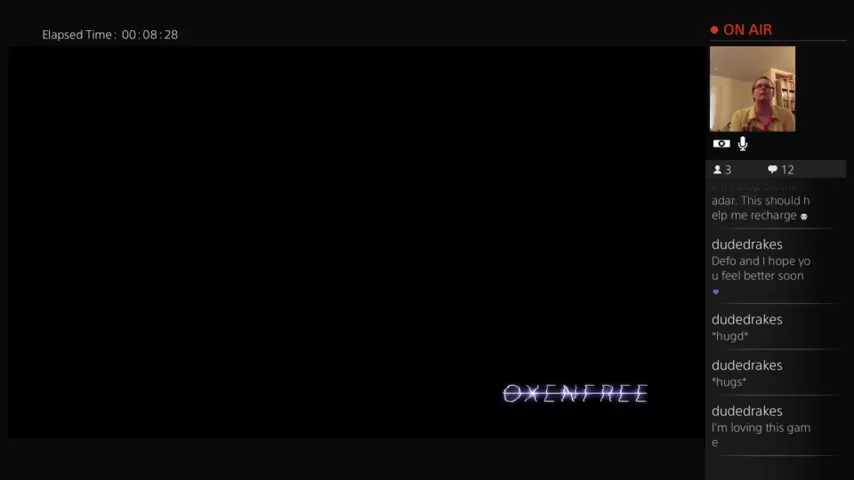 Elapsed Time: 00:08:28
ON AIR
3
12
adar. This should h
elp me recharge
dudedrakes
Defo and I hope yo
u feel better soon
dudedrakes
*hugd*
dudedrakes
*hugs*
dudedrakes
I'm loving this gam
e
OXENFREE